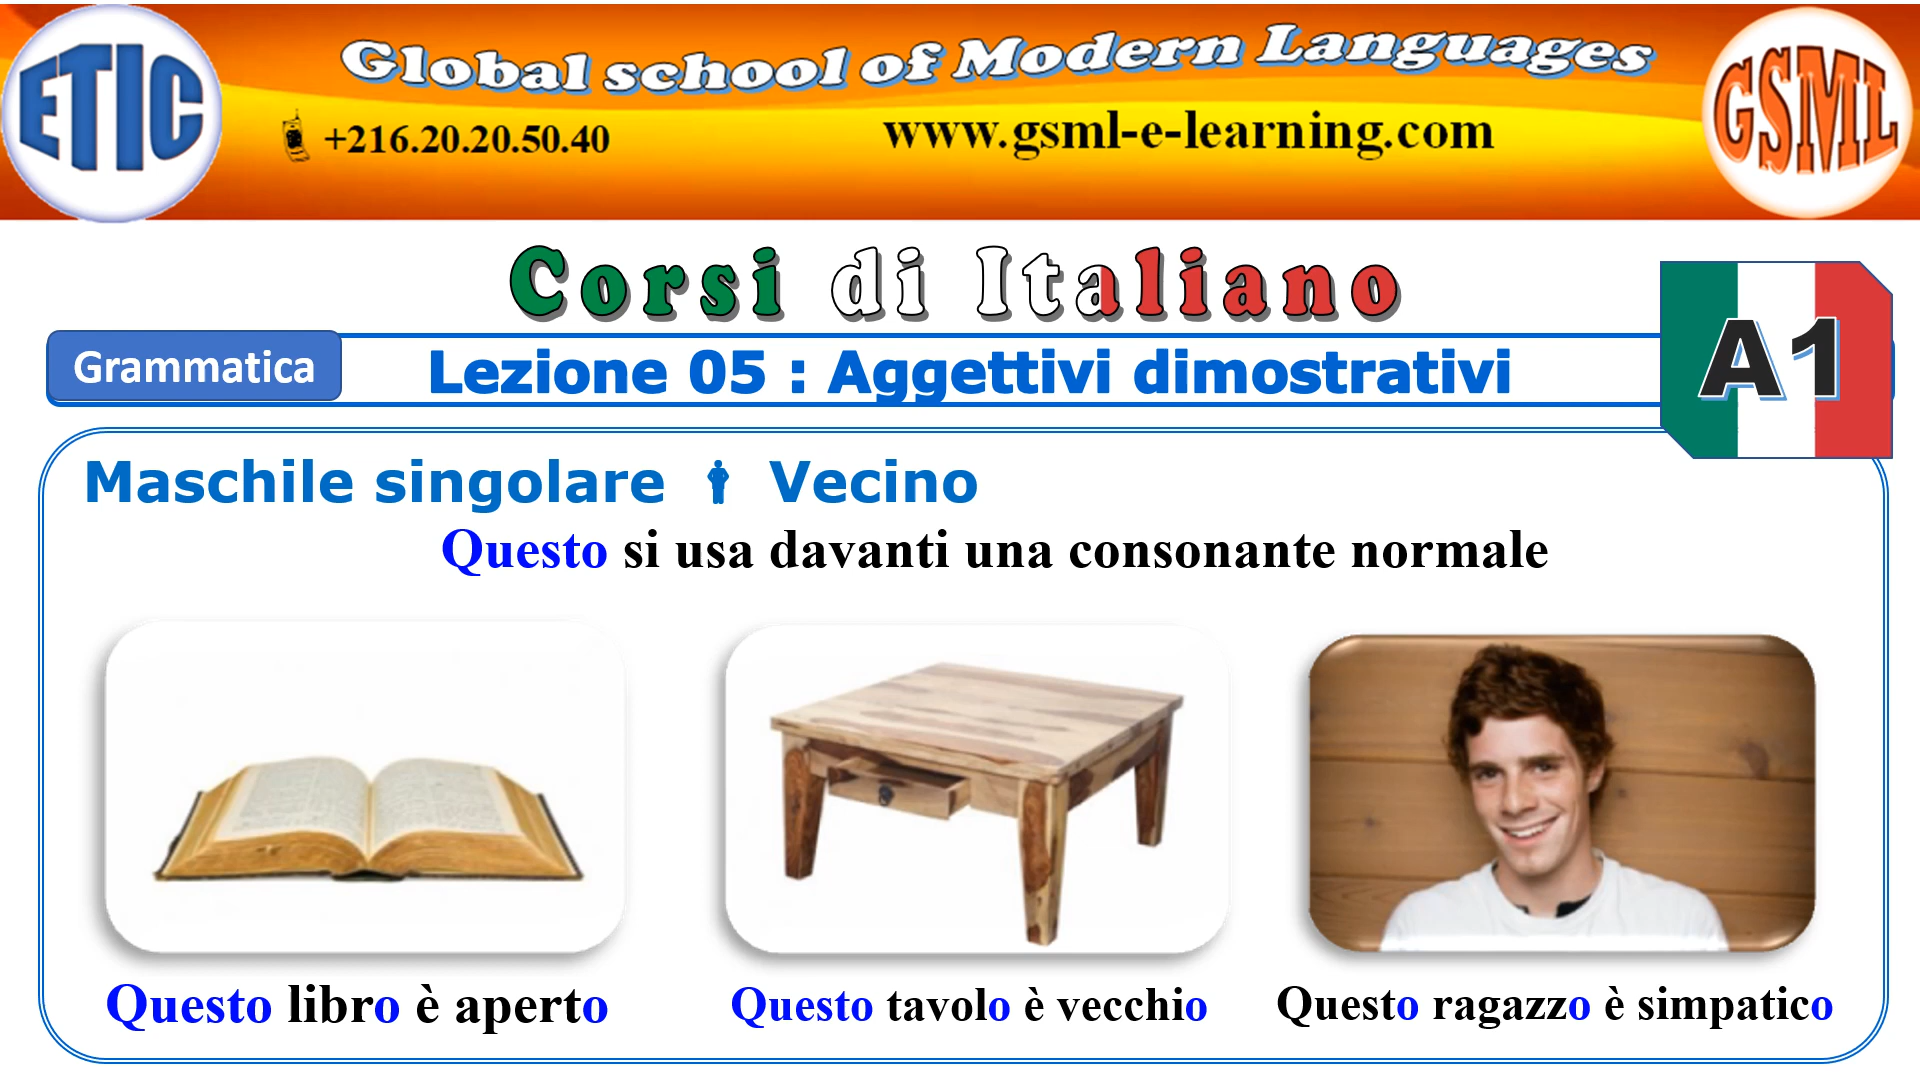 ETIC
Global school of Modern Languages
GSML
+216.20.20.50.40
www.gsml-e-learning.com
Corsi di Italiano
Grammatica
Lezione 05 : Aggettivi dimostrativi
A1
Maschile singolare Vecino
Questo si usa davanti una consonante normale
Questo libro è aperto
Questo tavolo è vecchio
Questo ragazzo è simpatico